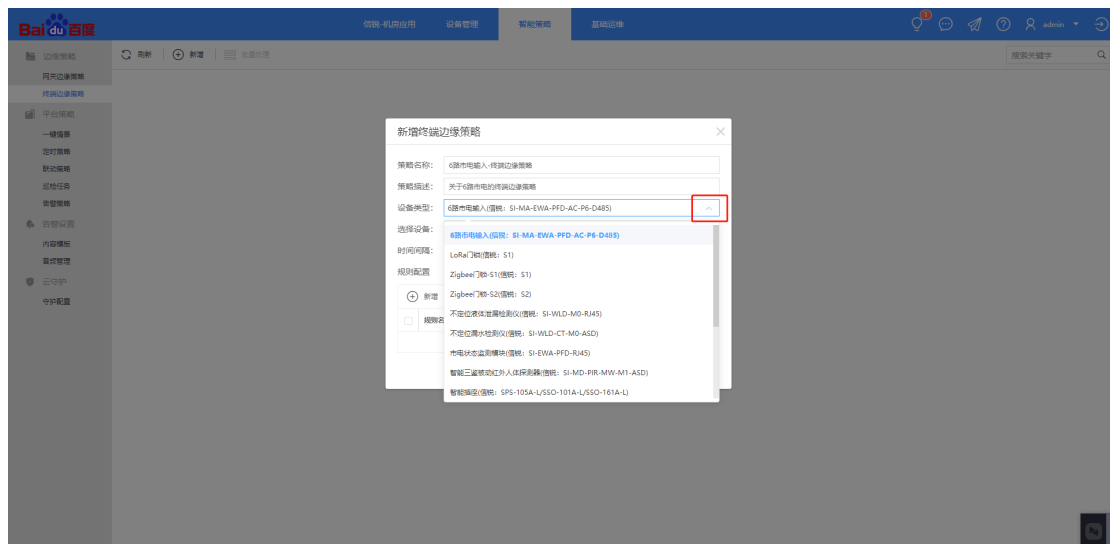 Bai du 百度
信锐-机房应用 设备管理 智能策略 基础运维
1 admin
边缘策略
刷新 新增 批量处理 搜索关键字
网关边缘策略
终端边缘策略
平台策略
一键情景
定时策略
联动策略
巡检任务
告警策略
告警设置
内容模板
音频管理
云守护
守护配置
新增终端边缘策略
策略名称: 6路市电输入-终端边缘策略
策略描述: 关于6路市电的终端边缘策略
设备类型: 6路市电输入(信锐: SI-MA-EWA-PFD-AC-P6-D485)
选择设备:
6路市电输入(信锐: SI-MA-EWA-PFD-AC-P6-D485)
时间间隔:
LoRa门锁(信锐: S1)
规则配置
Zigbee门锁-S1(信锐: S1)
新增
Zigbee门锁-S2(信锐: S2)
不定位液体泄漏检测仪(信锐: SI-WLD-M0-RJ45)
规则名
不定位漏水检测仪(信锐: SI-WLD-CT-M0-ASD)
市电状态监测模块(信锐: SI-EWA-PFD-RJ45)
智能三鉴被动红外人体探测器(信锐: SI-MD-PIR-MW-M1-ASD)
智能插座(信锐: SPS-105A-L/SSO-101A-L/SSO-161A-L)